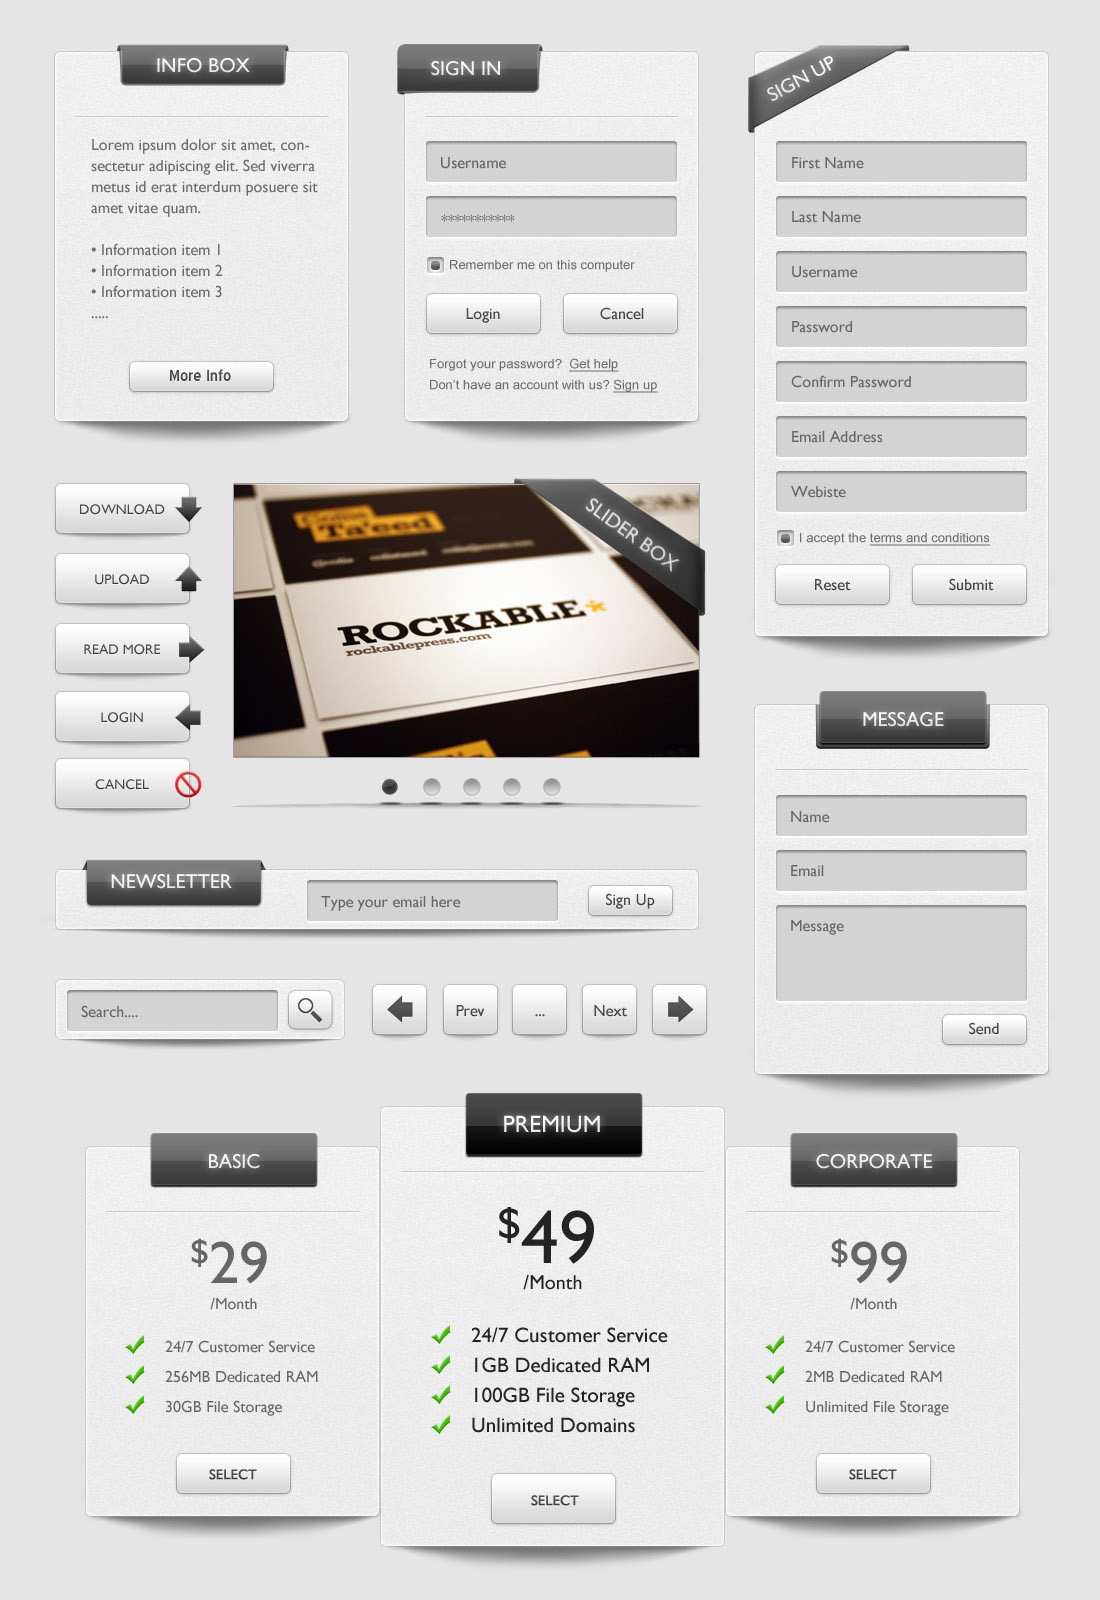 INFO BOX
Lorem ipsum dolor sit amet, con-
sectetur adipiscing elit. Sed viverra
metus id erat interdum posuere sit
amet vitae quam.
• Information item 1
• Information item 2
• Information item 3
.....
More Info
SIGN IN
Username
***********
Remember me on this computer
Login
Cancel
Forgot your password? Get help
Don't have an account with us? Sign up
SIGN UP
First Name
Last Name
Username
Password
Confirm Password
Email Address
Webiste
I accept the terms and conditions
Reset
Submit
DOWNLOAD
UPLOAD
READ MORE
LOGIN
CANCEL
SLIDER BOX
Ta'eed
ROCKABLE*
rockablepress.com
MESSAGE
Name
Email
Message
Send
NEWSLETTER
Type your email here
Sign Up
Search....
Prev
...
Next
BASIC
$29
/Month
24/7 Customer Service
256MB Dedicated RAM
30GB File Storage
SELECT
PREMIUM
$49
/Month
24/7 Customer Service
1GB Dedicated RAM
100GB File Storage
Unlimited Domains
SELECT
CORPORATE
$99
/Month
24/7 Customer Service
2MB Dedicated RAM
Unlimited File Storage
SELECT